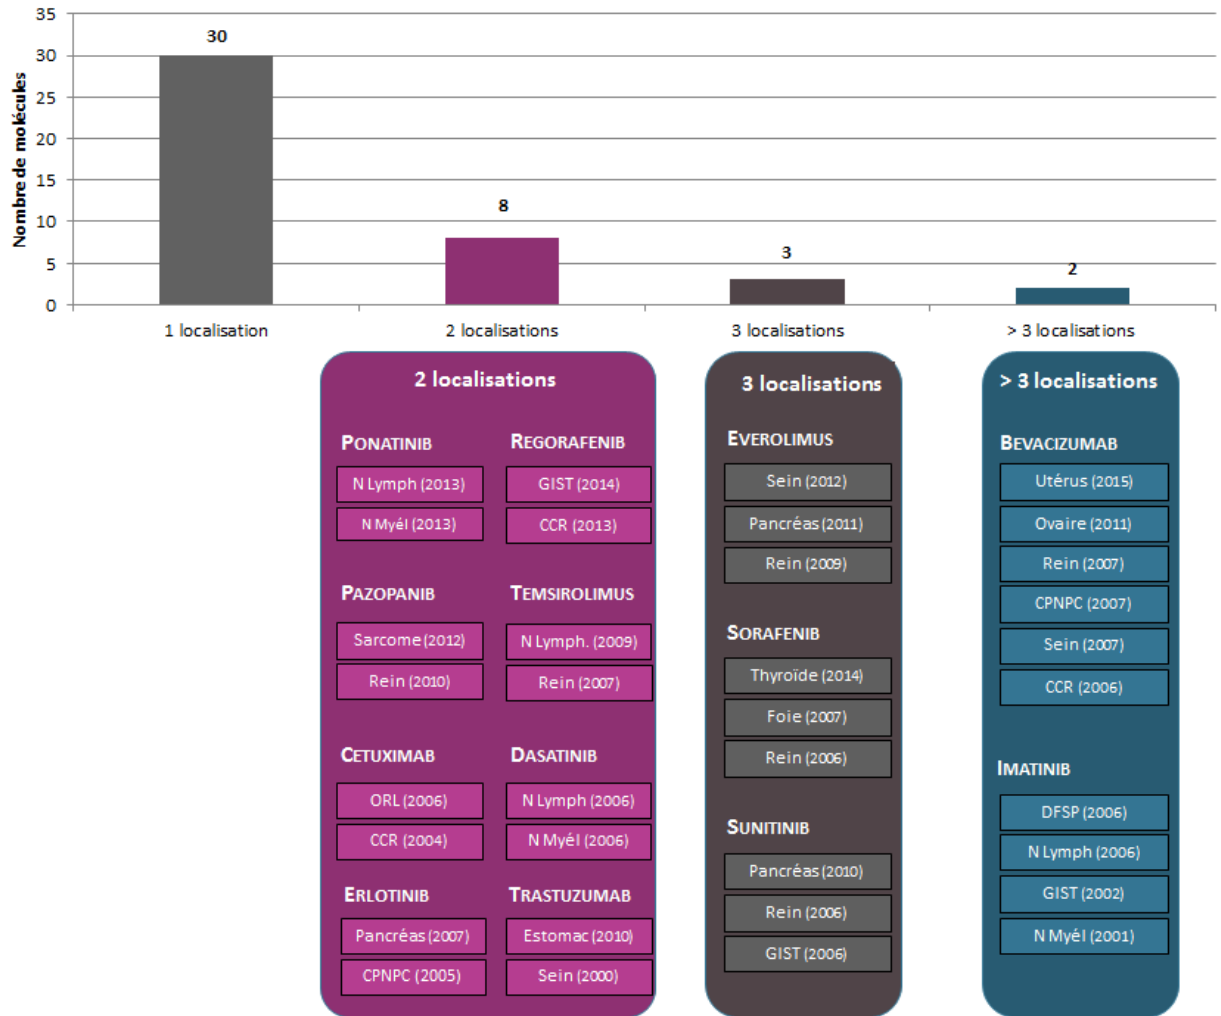 Nombre de molécules
35
30
25
20
15
10
5
0
30
8
3
2
1 localisation
2 localisations
3 localisations
> 3 localisations
2 localisations
PONATINIB
N Lymph (2013)
N Myél (2013)
REGORAFENIB
GIST (2014)
CCR (2013)
PAZOPANIB
Sarcome (2012)
Rein (2010)
TEMSIROLIMUS
N Lymph. (2009)
Rein (2007)
CETUXIMAB
ORL (2006)
CCR (2004)
DASATINIB
N Lymph (2006)
N Myél (2006)
ERLOTINIB
Pancréas (2007)
CPNPC (2005)
TRASTUZUMAB
Estomac (2010)
Sein (2000)
3 localisations
EVEROLIMUS
Sein (2012)
Pancréas (2011)
Rein (2009)
SORAFENIB
Thyroïde (2014)
Foie (2007)
Rein (2006)
SUNITINIB
Pancréas (2010)
Rein (2006)
GIST (2006)
> 3 localisations
BEVACIZUMAB
Utérus (2015)
Ovaire (2011)
Rein (2007)
CPNPC (2007)
Sein (2007)
CCR (2006)
IMATINIB
DFSP (2006)
N Lymph (2006)
GIST (2002)
N Myél (2001)